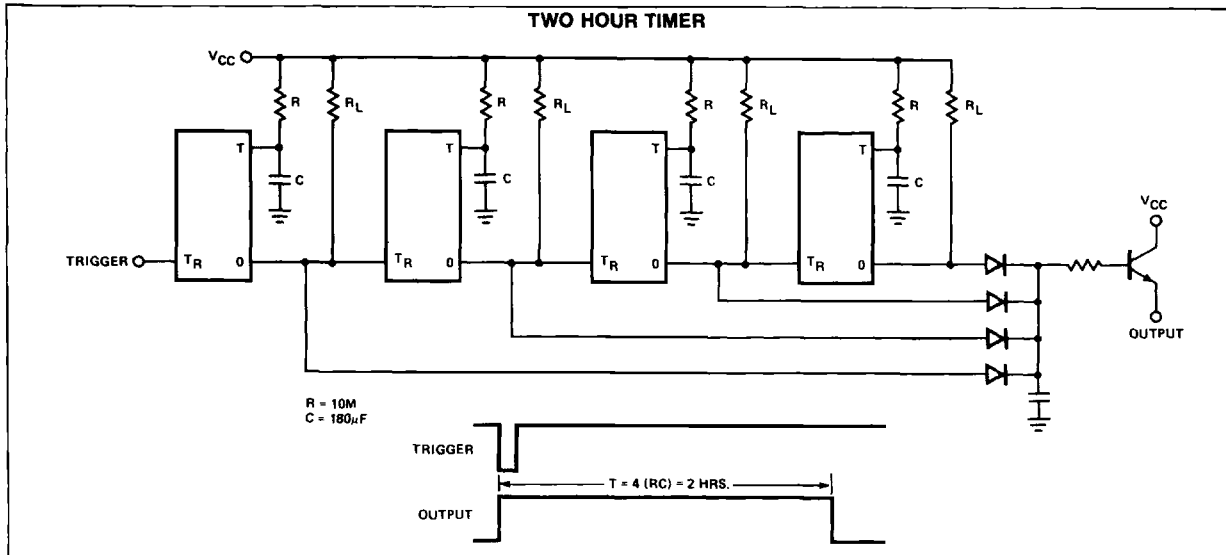 TWO HOUR TIMER
VCC
R
RL
R
RL
R
RL
R
RL
T
C
T
C
T
C
T
C
VCC
TRIGGER
TR
0
TR
0
TR
0
TR
0
OUTPUT
R = 10M
C = 180µF
TRIGGER
T = 4 (RC) = 2 HRS.
OUTPUT